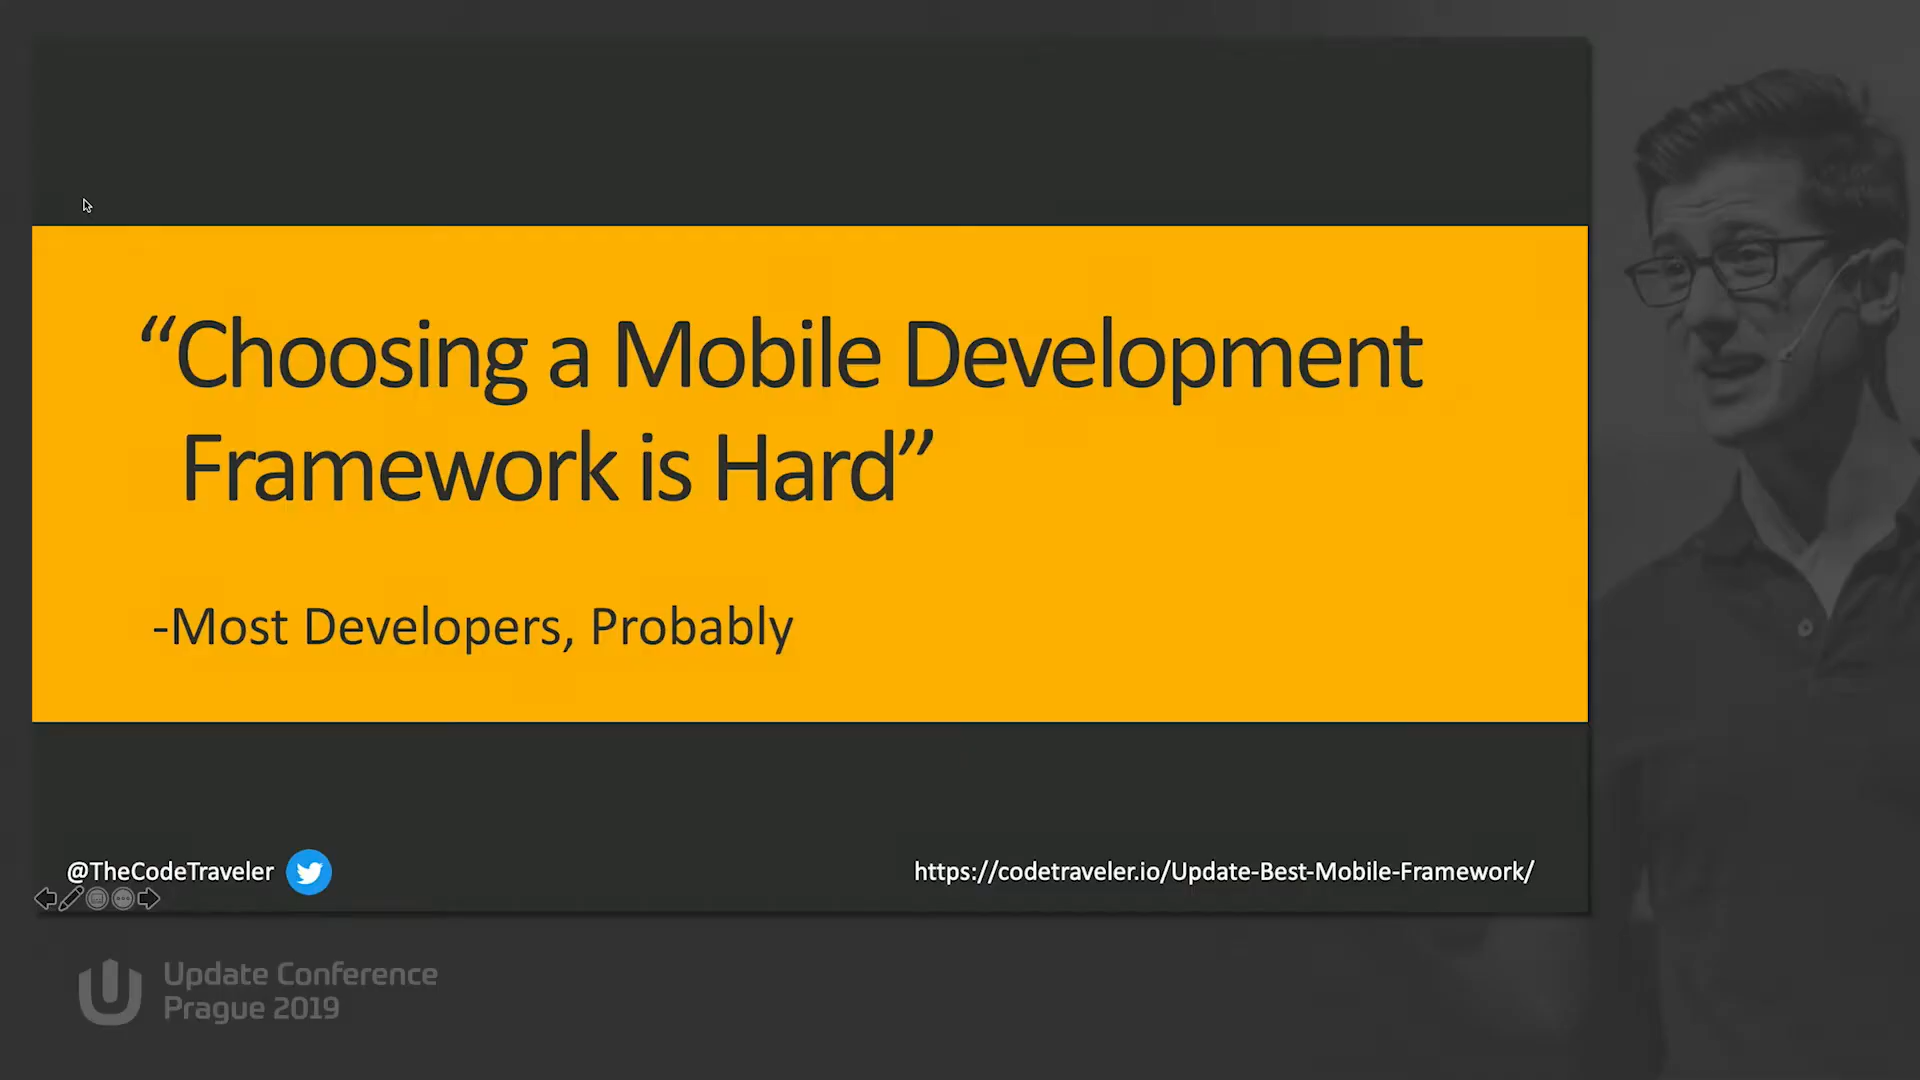 “Choosing a Mobile Development
Framework is Hard”
-Most Developers, Probably
@TheCodeTraveler
https://codetraveler.io/Update-Best-Mobile-Framework/
Update Conference
Prague 2019